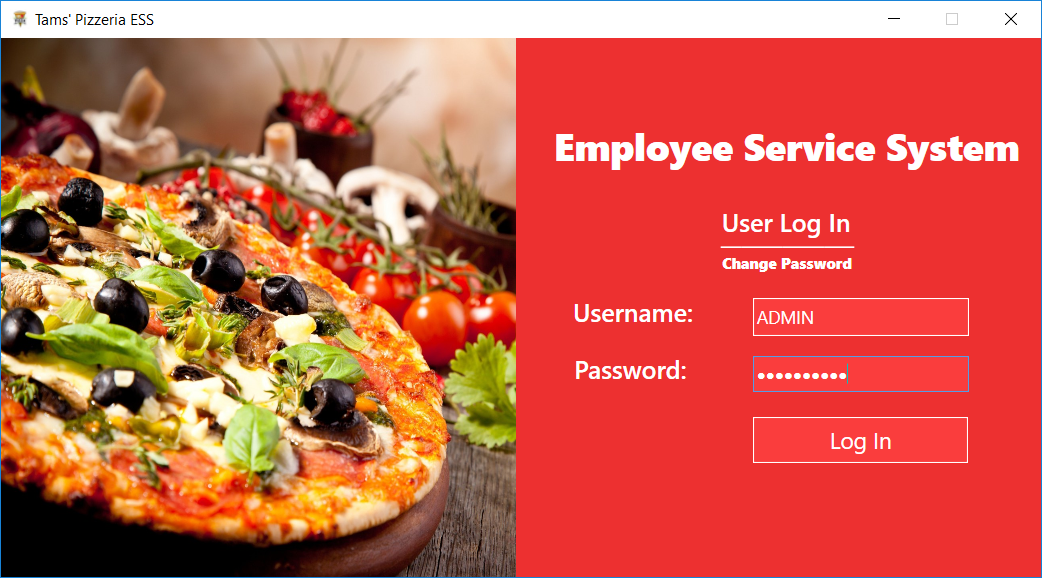 Tams' Pizzeria ESS
Employee Service System
User Log In
Change Password
Username:
ADMIN
Password:
••••••••••
Log In